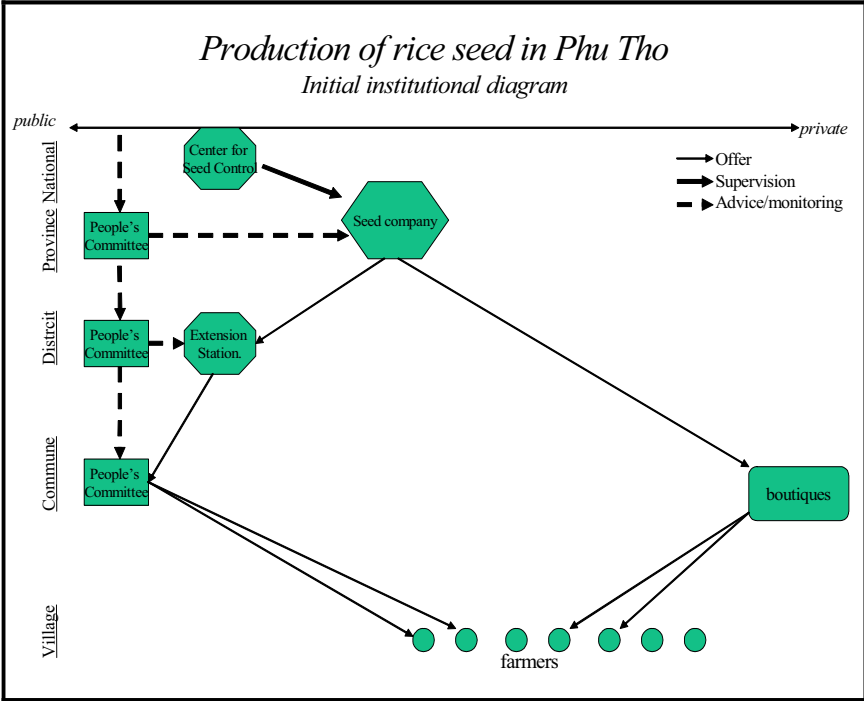 Production of rice seed in Phu Tho
Initial institutional diagram
public
private
National
Center for
Seed Control
Offer
Supervision
Advice/monitoring
Province
People's
Committee
Seed company
Distrcit
People's
Committee
Extension
Station.
Commune
People's
Committee
boutiques
Village
farmers